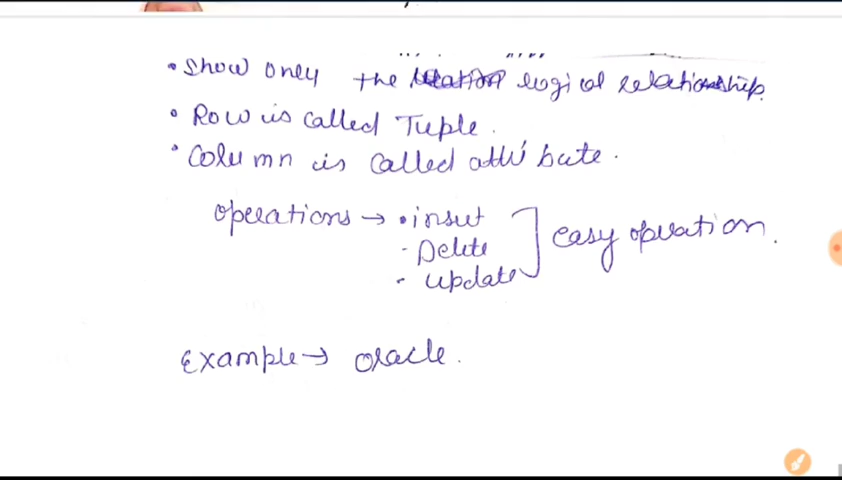 • Show only the logical relationship.
• Row is called Tuple.
• Column is called attribute.
operations → • insert
- Delete
- update
] easy operation.
Example → Oracle.